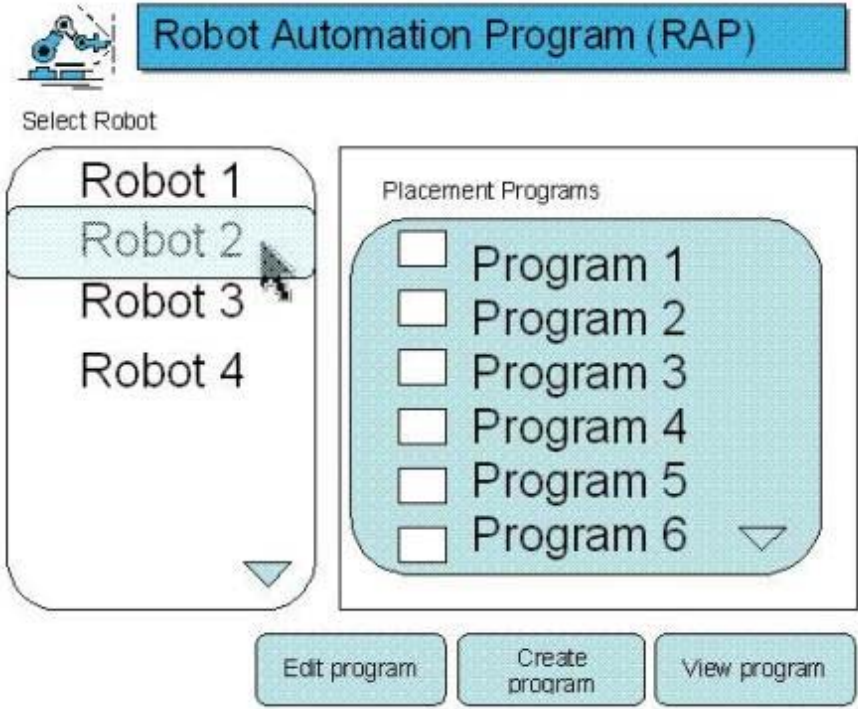 Robot Automation Program (RAP)
Select Robot
Robot 1
Robot 2
Robot 3
Robot 4
Placement Programs
Program 1
Program 2
Program 3
Program 4
Program 5
Program 6
Edit program
Create
program
View program